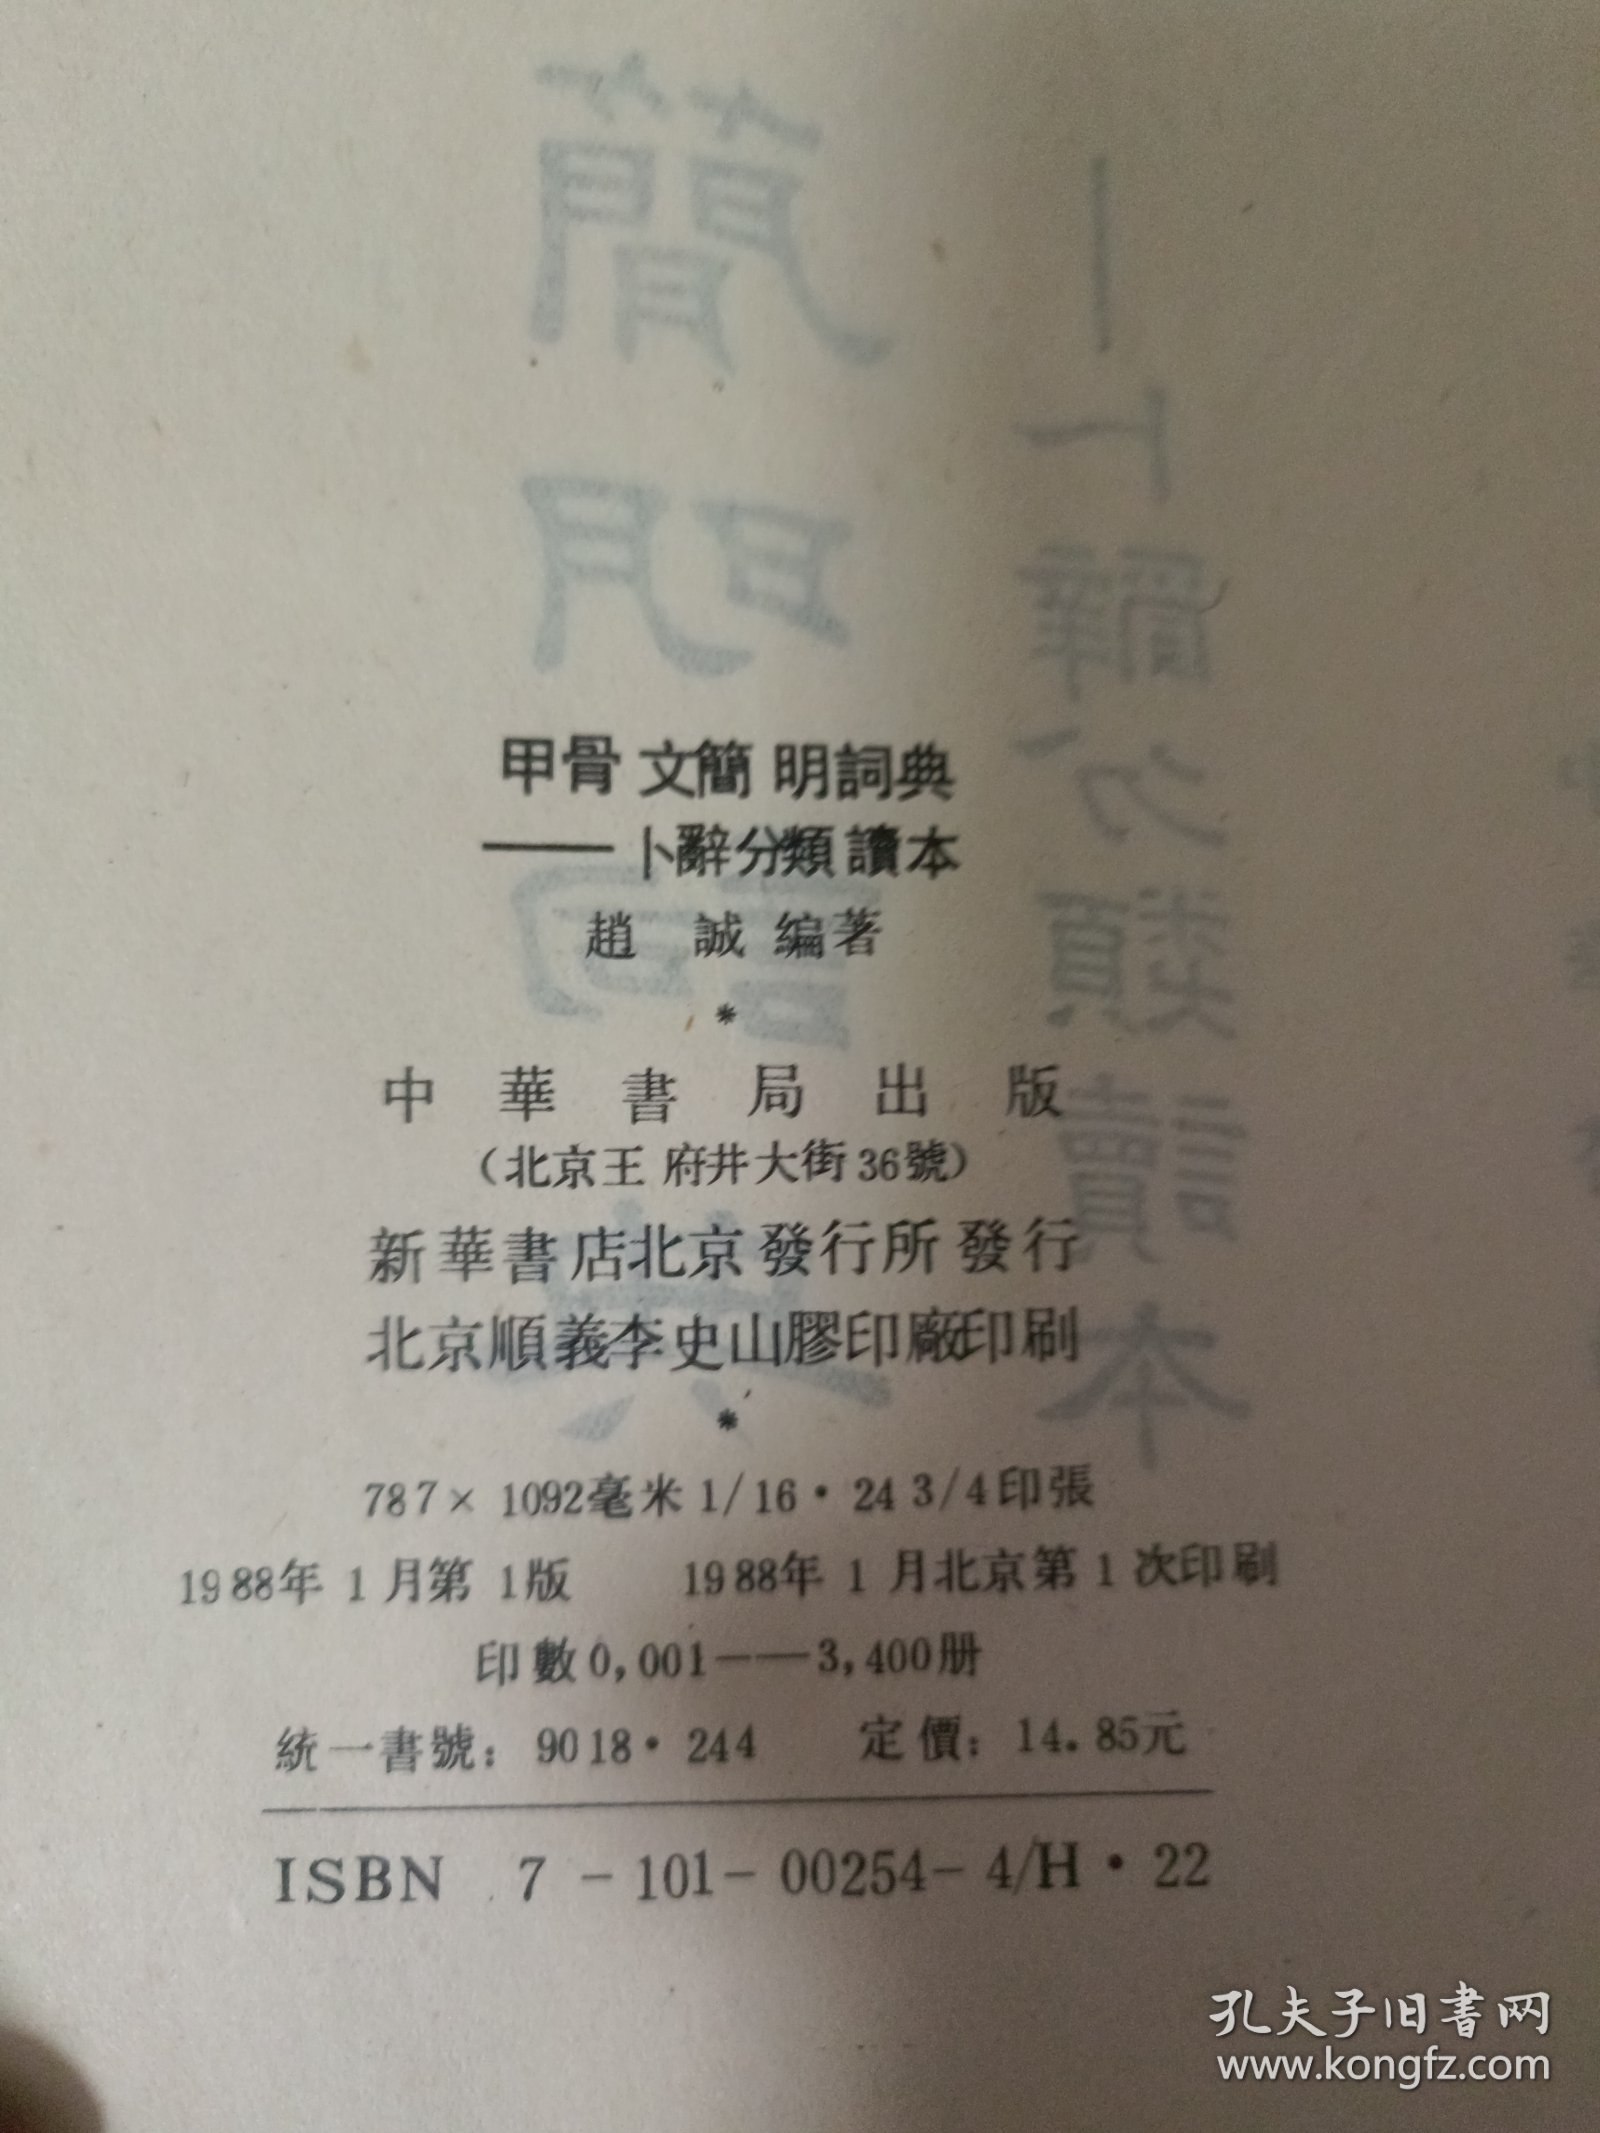 甲骨文簡明詞典
——卜辭分類讀本
趙 誠 編著
*
中華書局出版
(北京王府井大街36號)
新華書店北京發行所發行
北京順義李史山膠印廠印刷
*
787×1092毫米 1/16·24 3/4印張
1988年1月第1版 1988年1月北京第1次印刷
印數0,001——3,400册
統一書號:9018·244 定價:14.85元
ISBN 7-101-00254-4/H·22
孔夫子旧書网
www.kongfz.com